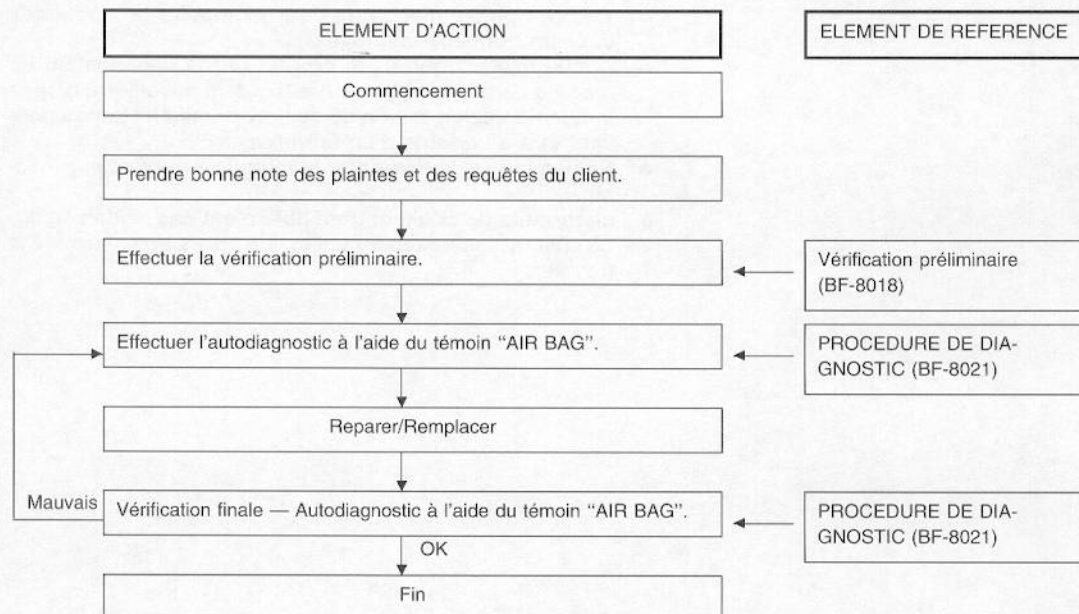 ELEMENT D'ACTION
ELEMENT DE REFERENCE
Commencement
Prendre bonne note des plaintes et des requêtes du client.
Effectuer la vérification préliminaire.
Vérification préliminaire
(BF-8018)
Effectuer l'autodiagnostic à l'aide du témoin “AIR BAG”.
PROCEDURE DE DIA-
GNOSTIC (BF-8021)
Reparer/Remplacer
Mauvais
Vérification finale — Autodiagnostic à l'aide du témoin “AIR BAG”.
PROCEDURE DE DIA-
GNOSTIC (BF-8021)
OK
Fin